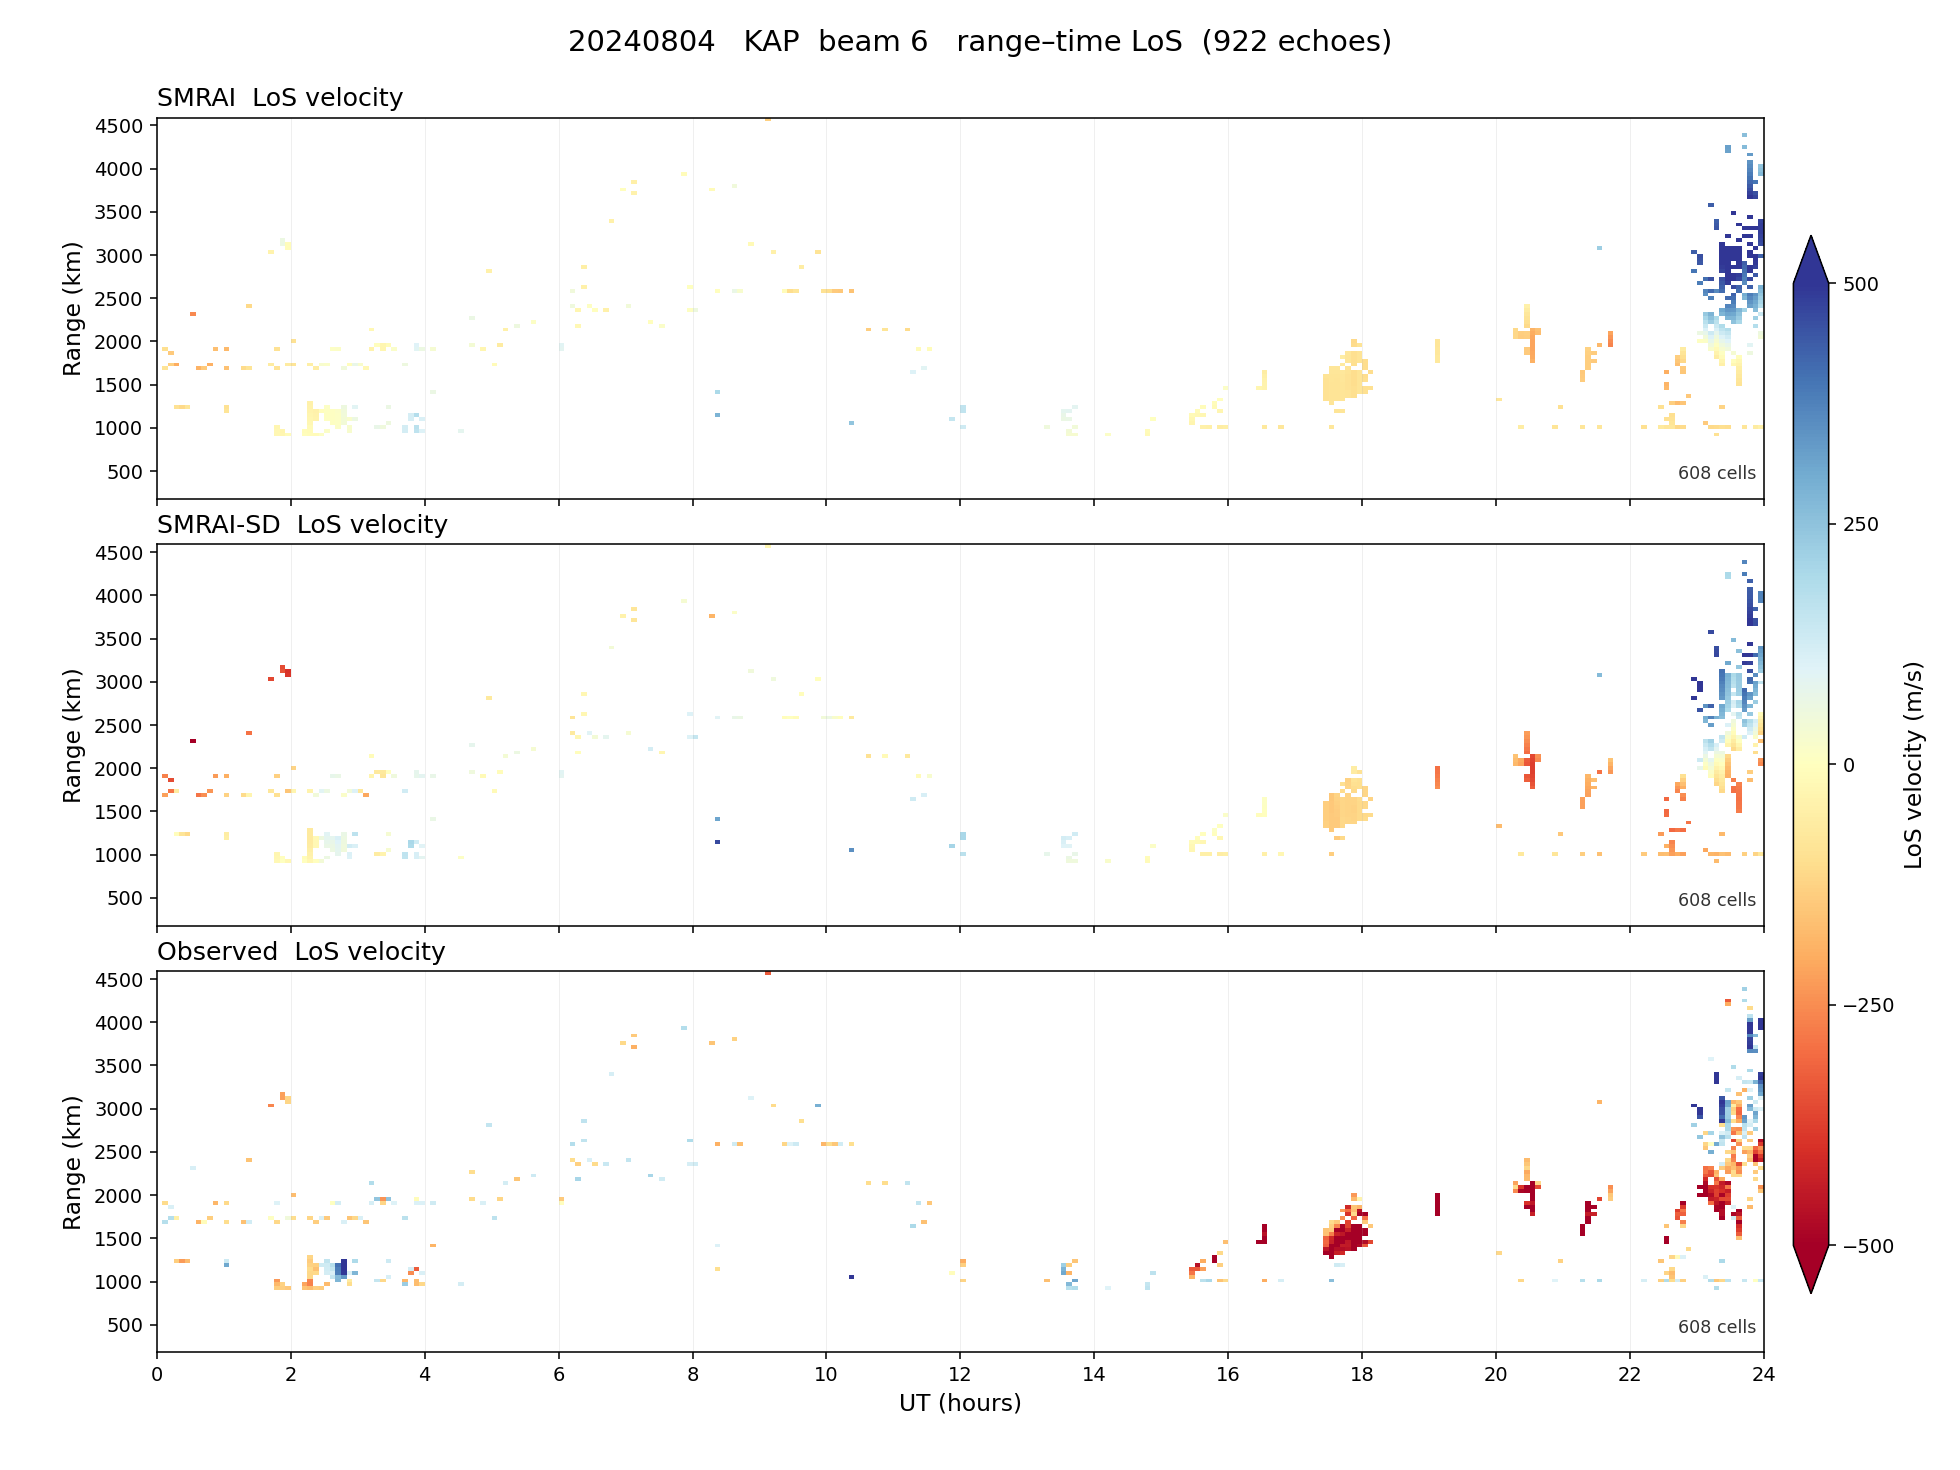 20240804   KAP  beam 6   range–time LoS  (922 echoes)
SMRAI  LoS velocity
4500
4000
3500
3000
2500
2000
1500
1000
500
Range (km)
608 cells
SMRAI-SD  LoS velocity
4500
4000
3500
3000
2500
2000
1500
1000
500
Range (km)
608 cells
Observed  LoS velocity
4500
4000
3500
3000
2500
2000
1500
1000
500
Range (km)
608 cells
0 2 4 6 8 10 12 14 16 18 20 22 24
UT (hours)
500
250
0
−250
−500
LoS velocity (m/s)